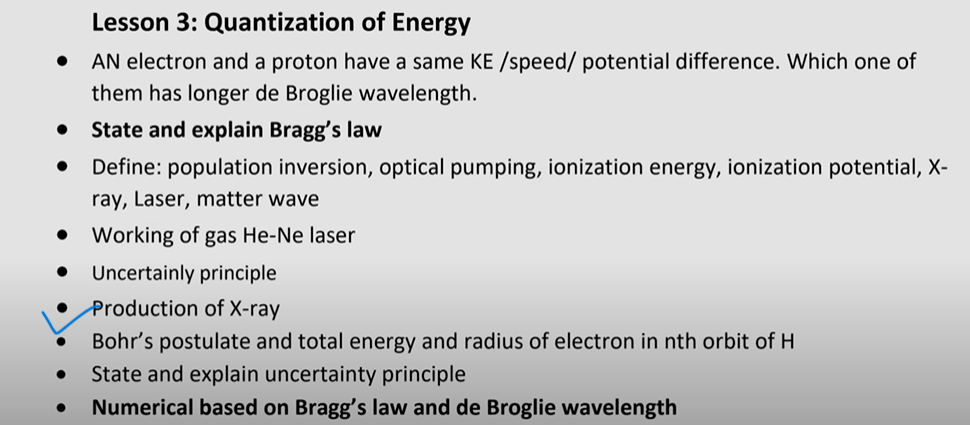 Lesson 3: Quantization of Energy
• AN electron and a proton have a same KE /speed/ potential difference. Which one of
them has longer de Broglie wavelength.
• State and explain Bragg's law
• Define: population inversion, optical pumping, ionization energy, ionization potential, X-
ray, Laser, matter wave
• Working of gas He-Ne laser
• Uncertainly principle
• Production of X-ray
• Bohr's postulate and total energy and radius of electron in nth orbit of H
• State and explain uncertainty principle
• Numerical based on Bragg's law and de Broglie wavelength